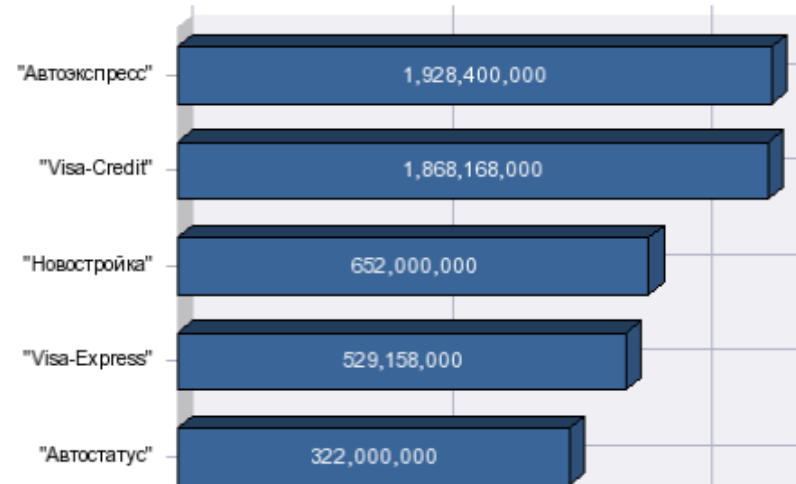 "Автоэкспресс" 1,928,400,000
"Visa-Credit" 1,868,168,000
"Новостройка" 652,000,000
"Visa-Express" 529,158,000
"Автостатус" 322,000,000